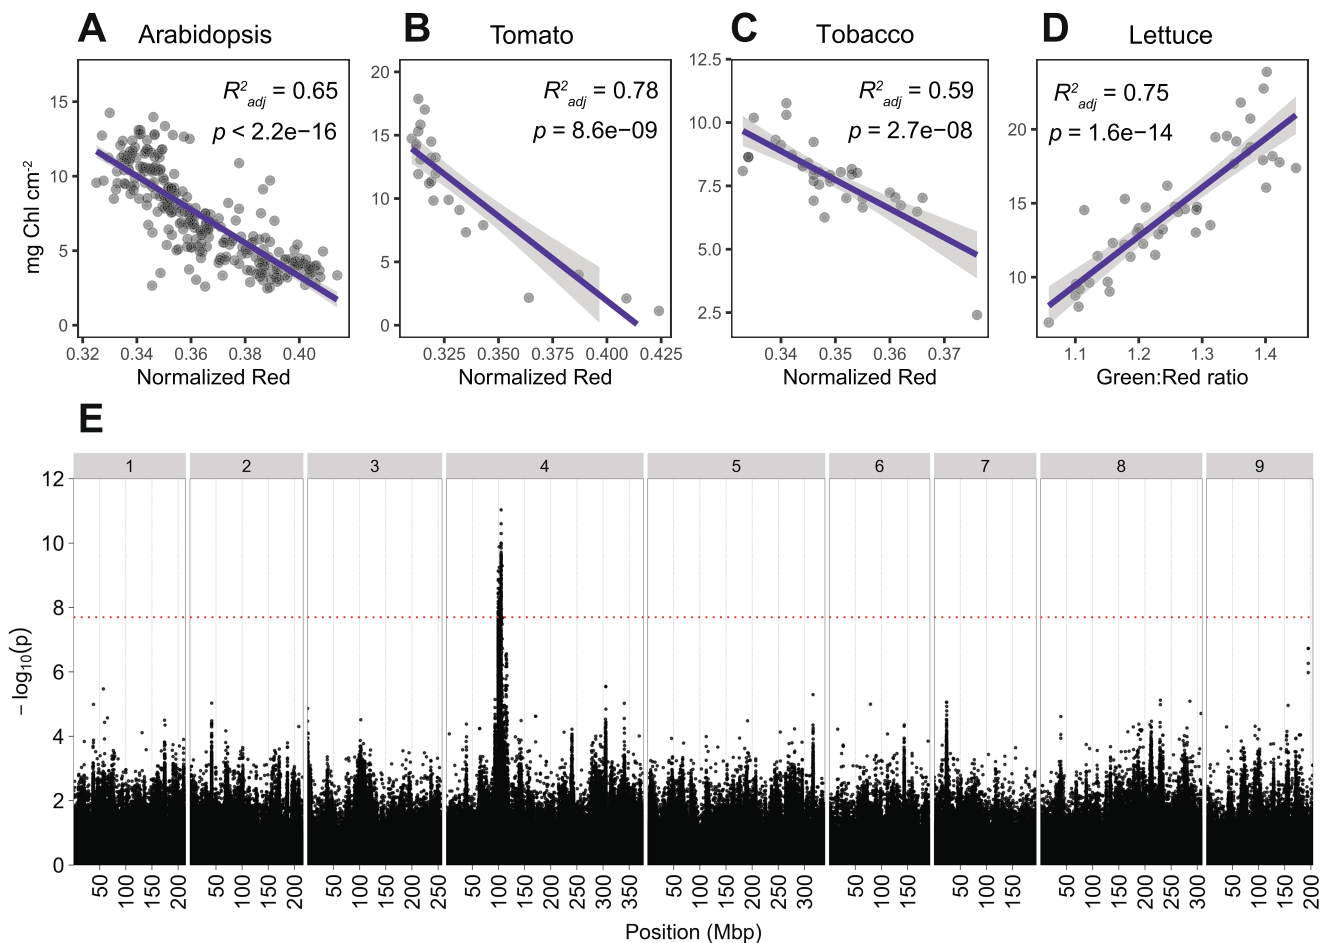 A Arabidopsis
B Tomato
C Tobacco
D Lettuce
mg Chl cm-2
15
10
5
0
R2adj = 0.65
p < 2.2e−16
0.32 0.34 0.36 0.38 0.40
Normalized Red
20
15
10
5
0
R2adj = 0.78
p = 8.6e−09
0.325 0.350 0.375 0.400 0.425
Normalized Red
12.5
10.0
7.5
5.0
2.5
R2adj = 0.59
p = 2.7e−08
0.34 0.35 0.36 0.37
Normalized Red
20
15
10
R2adj = 0.75
p = 1.6e−14
1.1 1.2 1.3 1.4
Green:Red ratio
E
1 2 3 4 5 6 7 8 9
−log10(p)
12
10
8
6
4
2
0
50 100 150 200 50 100 150 200 50 100 150 200 250 50 100 150 200 250 300 350 50 100 150 200 250 300 50 100 150 50 100 150 50 100 150 200 250 300 50 100 150 200
Position (Mbp)